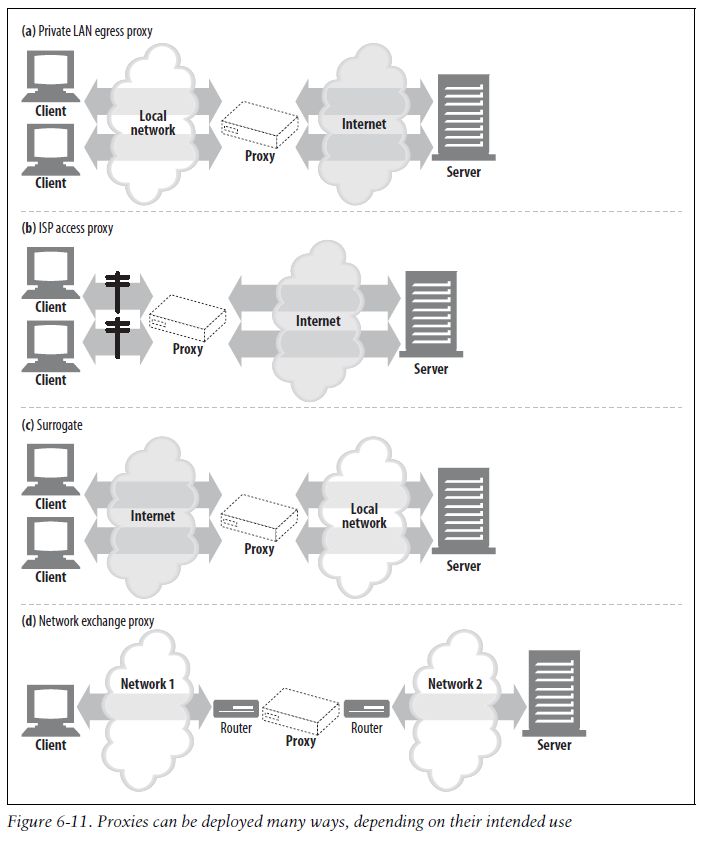 (a) Private LAN egress proxy
Client
Local
network
Proxy
Internet
Server
Client
(b) ISP access proxy
Client
Proxy
Internet
Server
Client
(c) Surrogate
Client
Internet
Proxy
Local
network
Server
Client
(d) Network exchange proxy
Network 1
Network 2
Client
Router
Proxy
Router
Server
Figure 6-11. Proxies can be deployed many ways, depending on their intended use